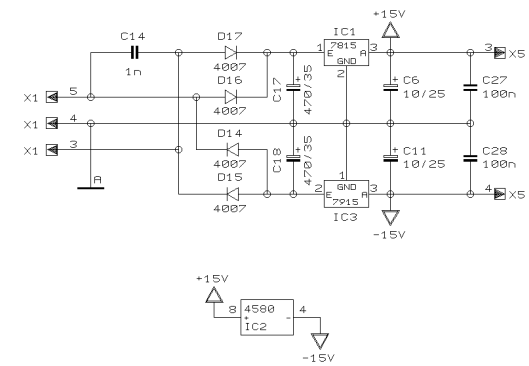 +15V
C14
1n
D17
4007
D16
4007
C17
+
470/35
IC1
7815
1 E
A 3
GND
2
+
C6
10/25
C27
100n
3 X5
X1 5
X1 4
X1 3
A
D14
4007
D15
4007
C18
+
470/35
1
GND
2 E
A 3
7915
IC3
+
C11
10/25
C28
100n
4 X5
-15V
+15V
8
4580
+ -
IC2
4
-15V